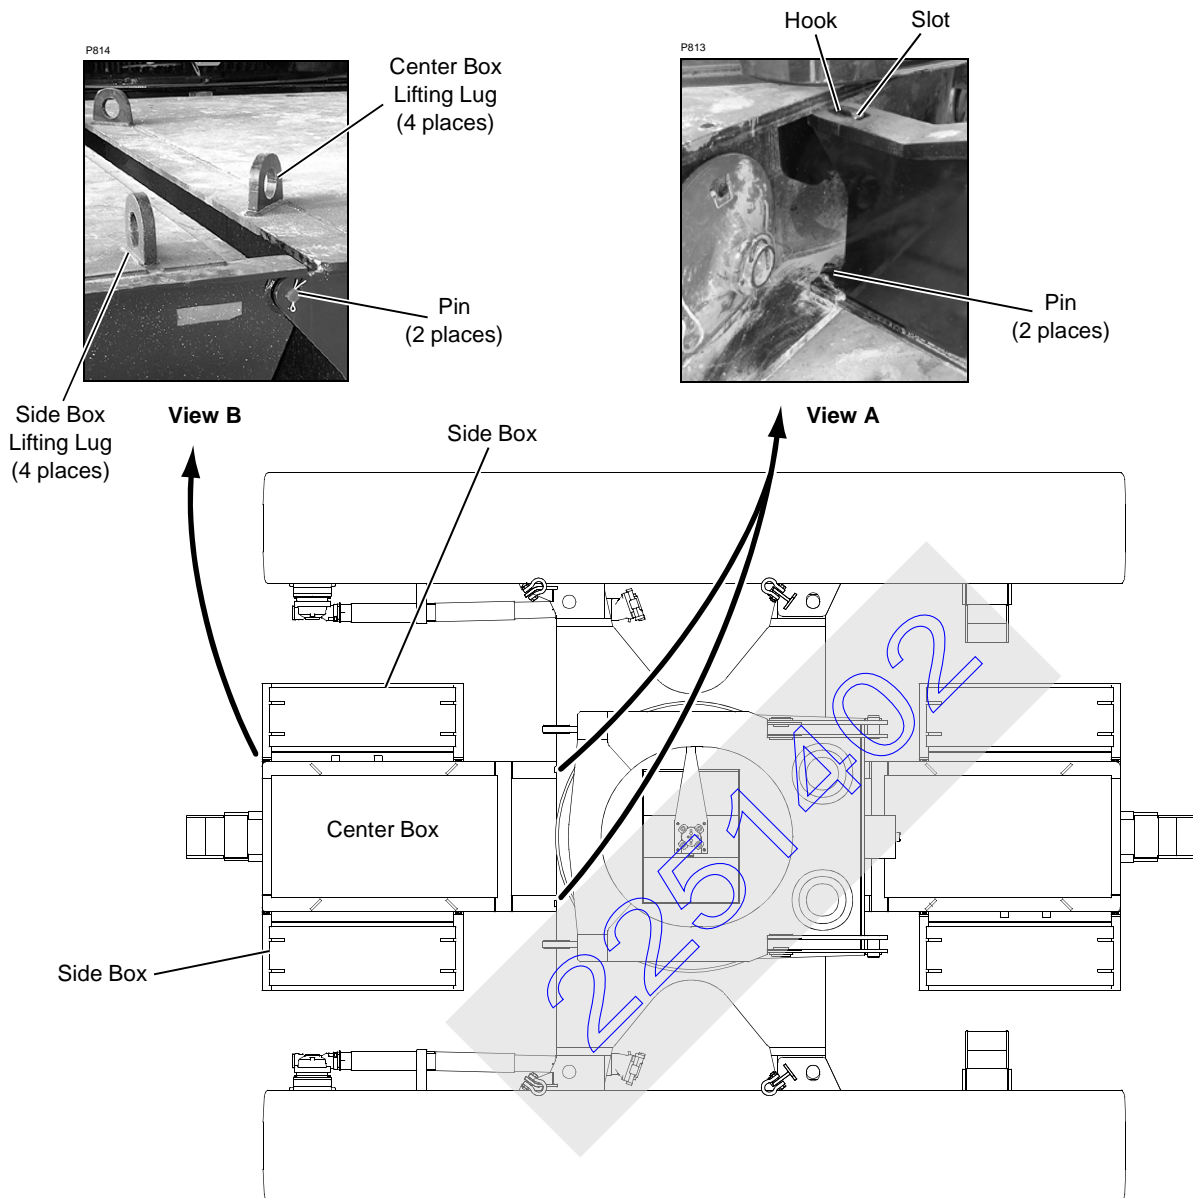 Hook
Slot
P814
P813
Center Box
Lifting Lug
(4 places)
Pin
(2 places)
Pin
(2 places)
Side Box
Lifting Lug
(4 places)
View B
View A
Side Box
Center Box
Side Box
22571402